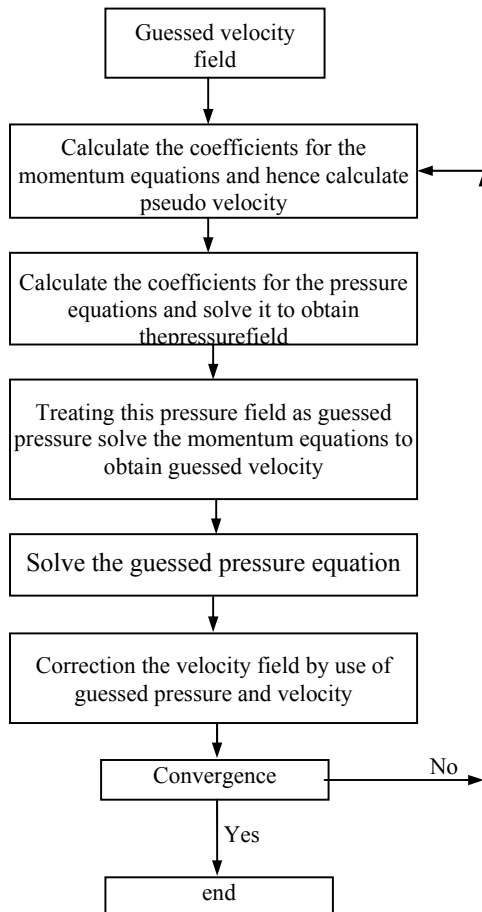 Guessed velocity
field
Calculate the coefficients for the
momentum equations and hence calculate
pseudo velocity
Calculate the coefficients for the pressure
equations and solve it to obtain
thepressurefield
Treating this pressure field as guessed
pressure solve the momentum equations to
obtain guessed velocity
Solve the guessed pressure equation
Correction the velocity field by use of
guessed pressure and velocity
Convergence
No
Yes
end